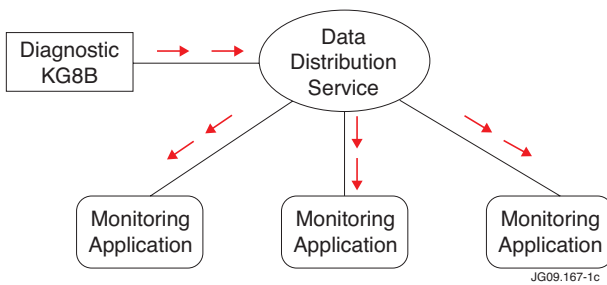 Diagnostic
KG8B
Data
Distribution
Service
Monitoring
Application
Monitoring
Application
Monitoring
Application
JG09.167-1c